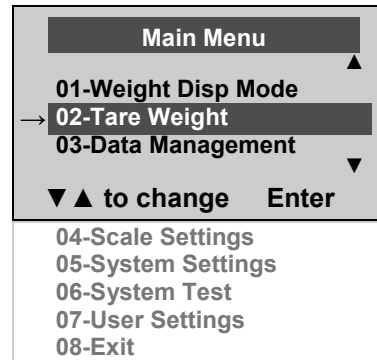 Main Menu
▲
01-Weight Disp Mode
→ 02-Tare Weight
03-Data Management
▼
▼▲ to change Enter
04-Scale Settings
05-System Settings
06-System Test
07-User Settings
08-Exit